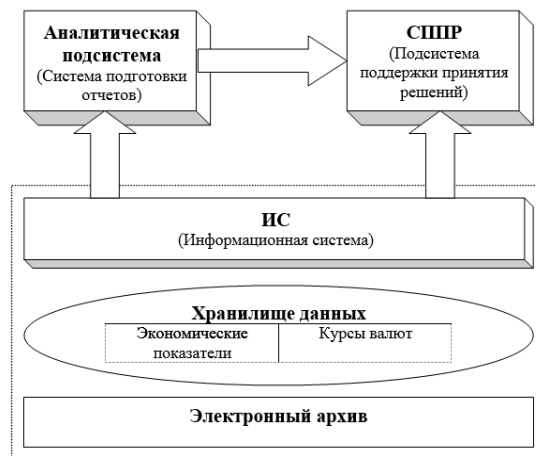 Аналитическая
подсистема
(Система подготовки
отчетов)
СППР
(Подсистема
поддержки принятия
решений)
ИС
(Информационная система)
Хранилище данных
Экономические
показатели
Курсы валют
Электронный архив